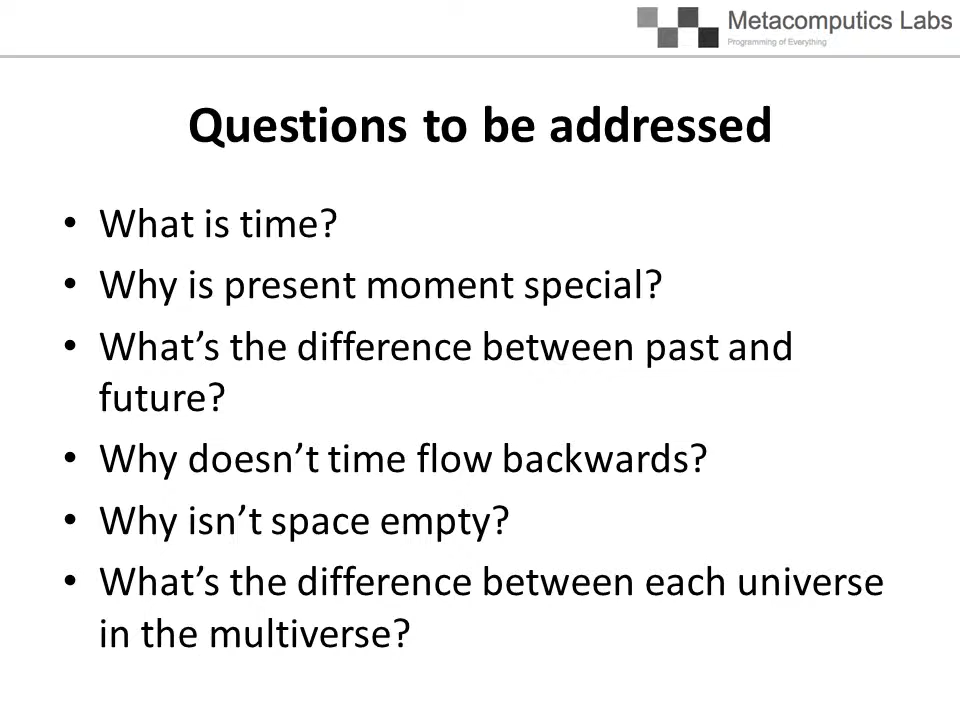 Metacomputics Labs
Programming of Everything
Questions to be addressed
• What is time?
• Why is present moment special?
• What’s the difference between past and
future?
• Why doesn’t time flow backwards?
• Why isn’t space empty?
• What’s the difference between each universe
in the multiverse?